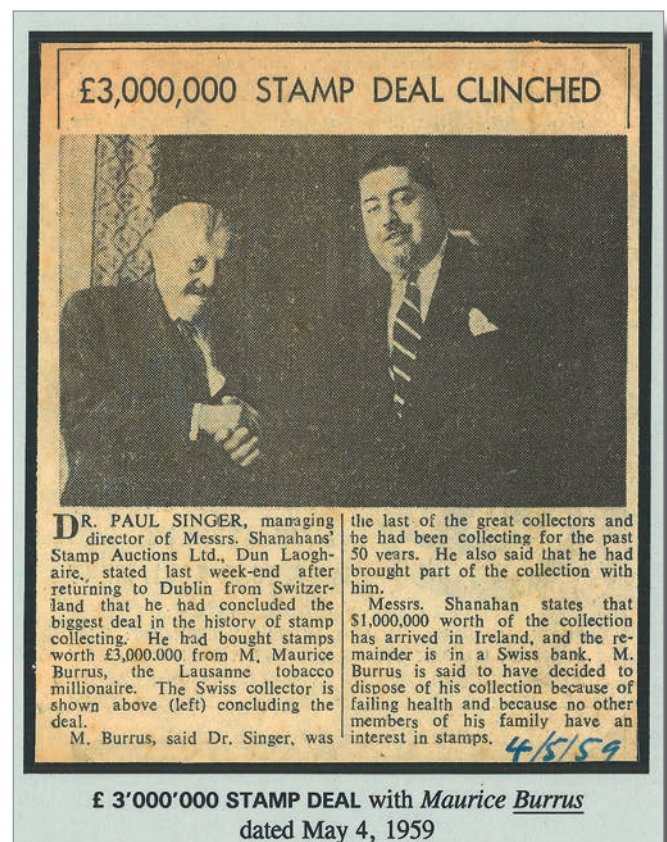 £3,000,000 STAMP DEAL CLINCHED
DR. PAUL SINGER, managing
director of Messrs. Shanahans'
Stamp Auctions Ltd., Dun Laogh-
aire, stated last week-end after
returning to Dublin from Switzer-
land that he had concluded the
biggest deal in the history of stamp
collecting. He had bought stamps
worth £3,000.000 from M. Maurice
Burrus, the Lausanne tobacco
millionaire. The Swiss collector is
shown above (left) concluding the
deal.
M. Burrus, said Dr. Singer, was
the last of the great collectors and
he had been collecting for the past
50 years. He also said that he had
brought part of the collection with
him.
Messrs. Shanahan states that
$1,000,000 worth of the collection
has arrived in Ireland, and the re-
mainder is in a Swiss bank. M.
Burrus is said to have decided to
dispose of his collection because of
failing health and because no other
members of his family have an
interest in stamps.
4/5/59
£ 3'000'000 STAMP DEAL with Maurice Burrus
dated May 4, 1959